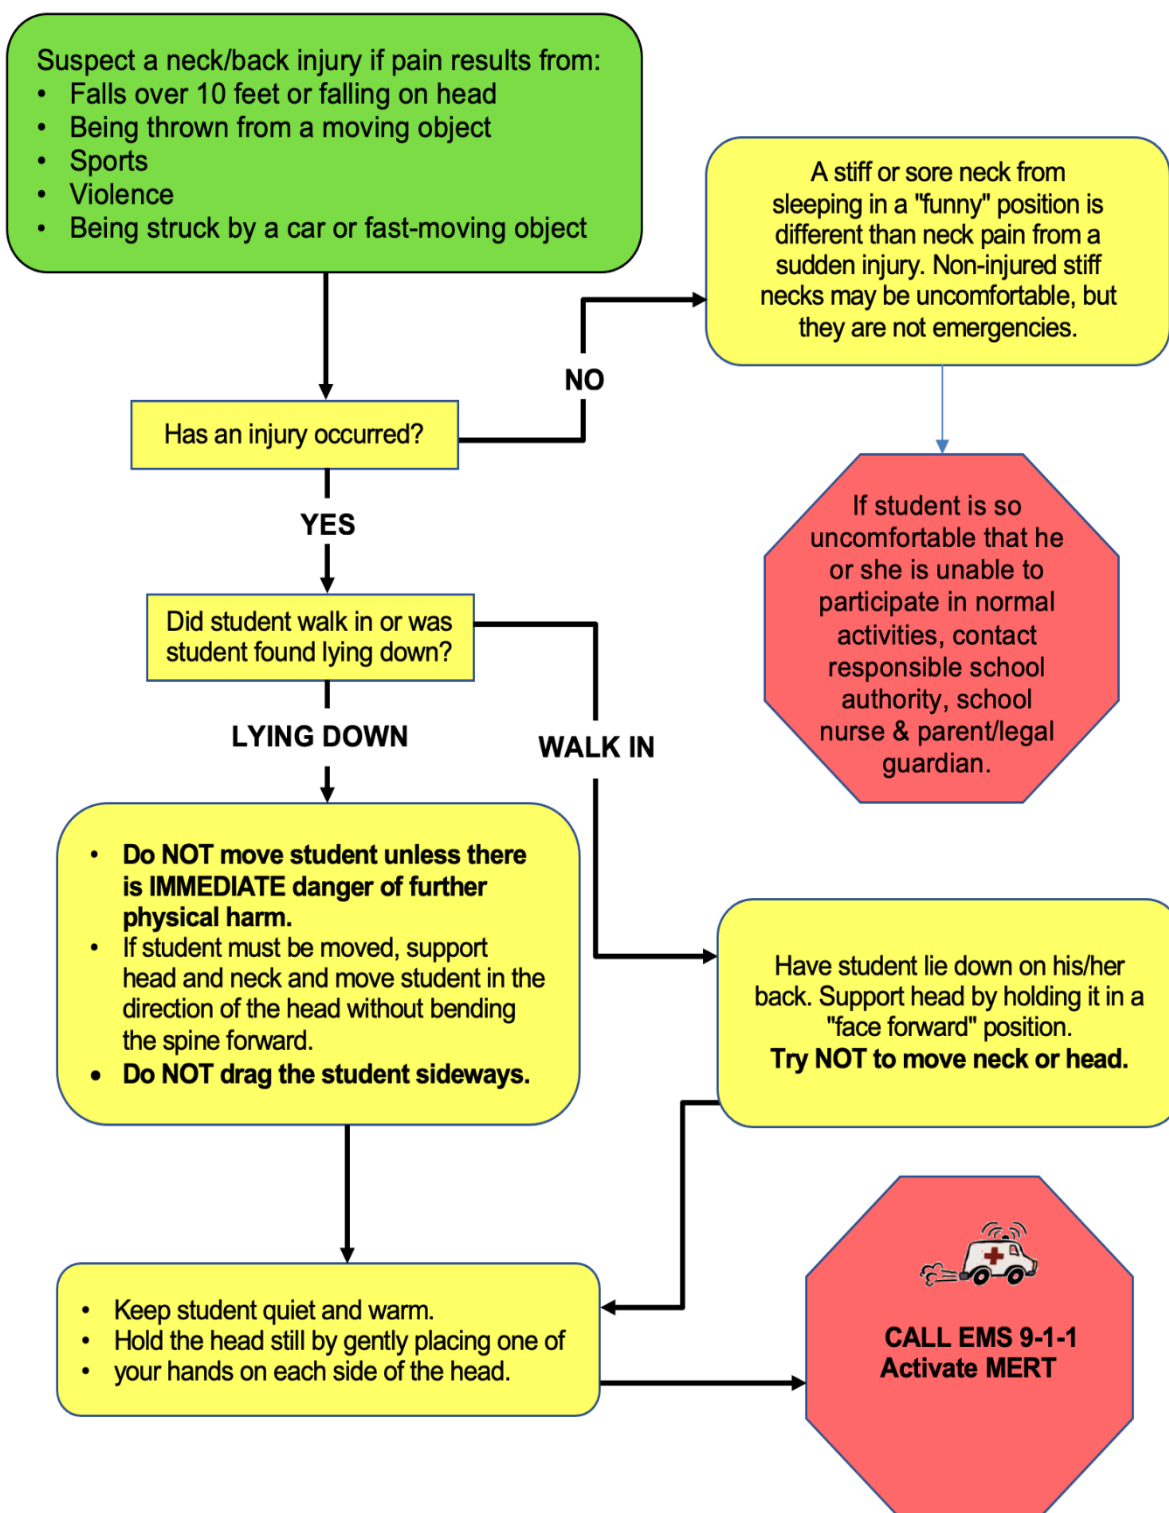 Suspect a neck/back injury if pain results from:
• Falls over 10 feet or falling on head
• Being thrown from a moving object
• Sports
• Violence
• Being struck by a car or fast-moving object
A stiff or sore neck from
sleeping in a "funny" position is
different than neck pain from a
sudden injury. Non-injured stiff
necks may be uncomfortable, but
they are not emergencies.
NO
Has an injury occurred?
YES
If student is so
uncomfortable that he
or she is unable to
participate in normal
activities, contact
responsible school
authority, school
nurse & parent/legal
guardian.
Did student walk in or was
student found lying down?
LYING DOWN
WALK IN
• Do NOT move student unless there
is IMMEDIATE danger of further
physical harm.
• If student must be moved, support
head and neck and move student in the
direction of the head without bending
the spine forward.
• Do NOT drag the student sideways.
Have student lie down on his/her
back. Support head by holding it in a
"face forward" position.
Try NOT to move neck or head.
• Keep student quiet and warm.
• Hold the head still by gently placing one of
• your hands on each side of the head.
CALL EMS 9-1-1
Activate MERT